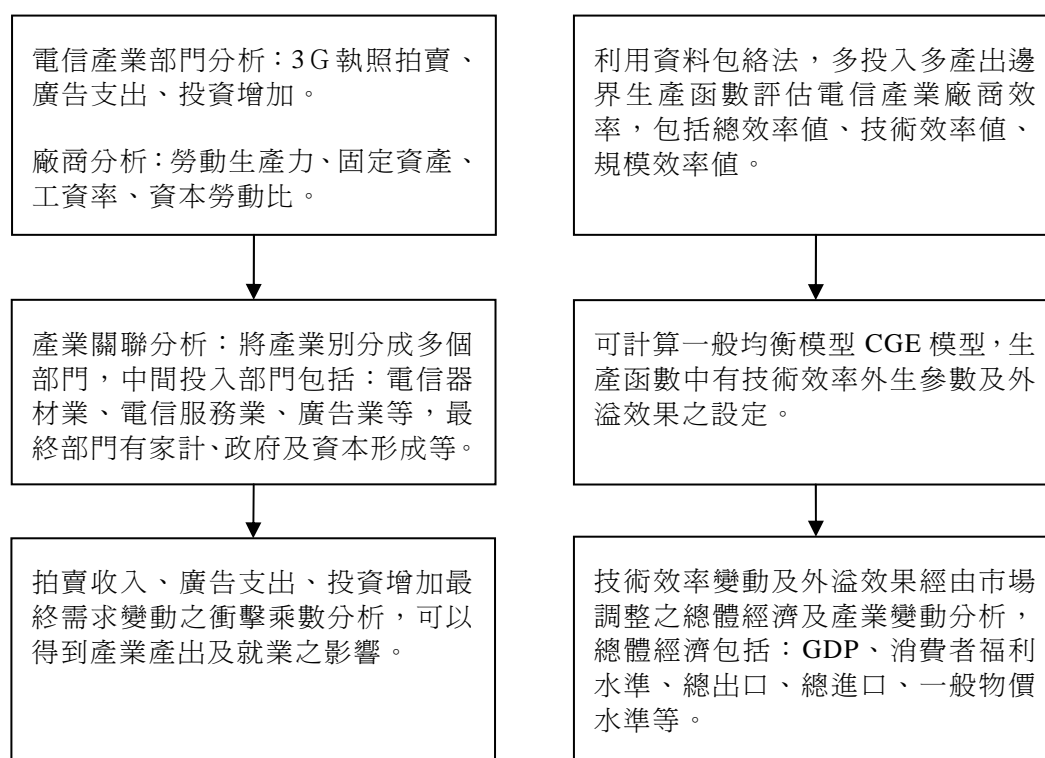 電信產業部門分析：3G執照拍賣、
廣告支出、投資增加。
廠商分析：勞動生產力、固定資產、
工資率、資本勞動比。
利用資料包絡法，多投入多產出邊
界生產函數評估電信產業廠商效
率，包括總效率值、技術效率值、
規模效率值。
產業關聯分析：將產業別分成多個
部門，中間投入部門包括：電信器
材業、電信服務業、廣告業等，最
終部門有家計、政府及資本形成等。
可計算一般均衡模型 CGE 模型，生
產函數中有技術效率外生參數及外
溢效果之設定。
拍賣收入、廣告支出、投資增加最
終需求變動之衝擊乘數分析，可以
得到產業產出及就業之影響。
技術效率變動及外溢效果經由市場
調整之總體經濟及產業變動分析，
總體經濟包括：GDP、消費者福利
水準、總出口、總進口、一般物價
水準等。